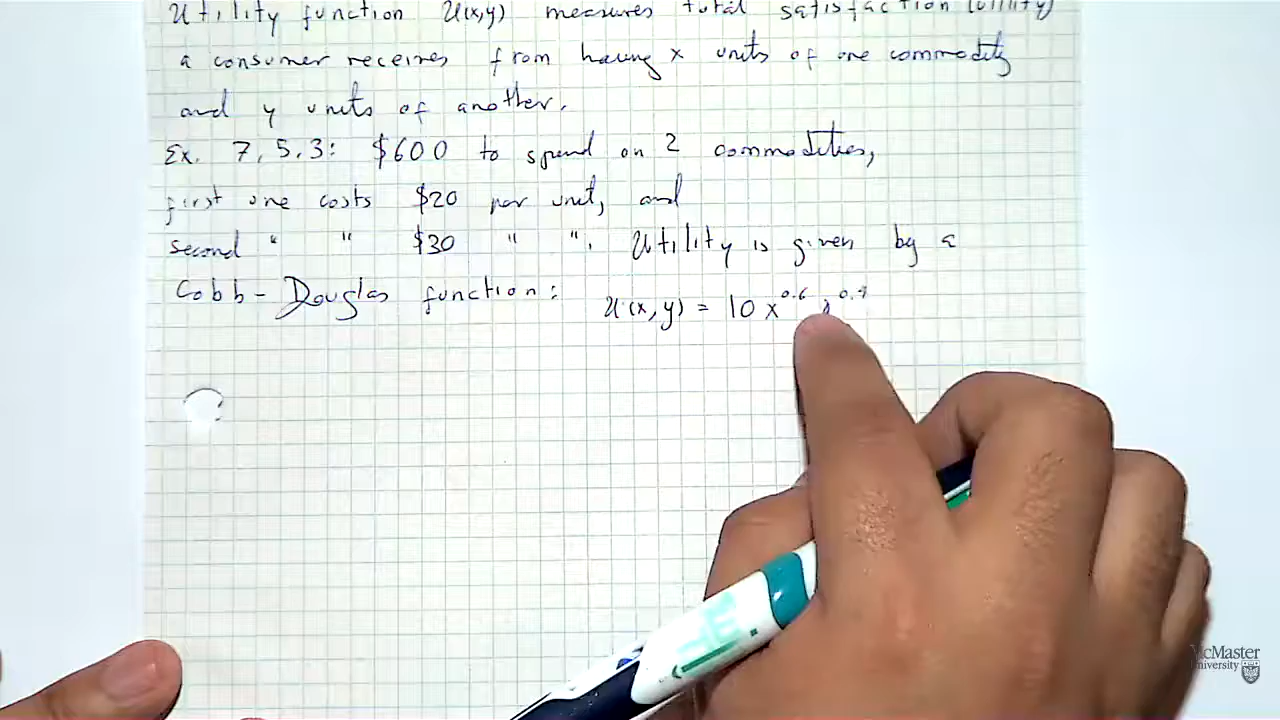 Utility function U(x,y) measures total satisfaction (utility)
a consumer receives from having x units of one commodity
and y units of another.
Ex. 7.5.3: $600 to spend on 2 commodities,
first one costs $20 per unit, and
second " " $30 " ". Utility is given by a
Cobb-Douglas function: U(x,y) = 10 x^0.6 y^0.4
McMaster
University